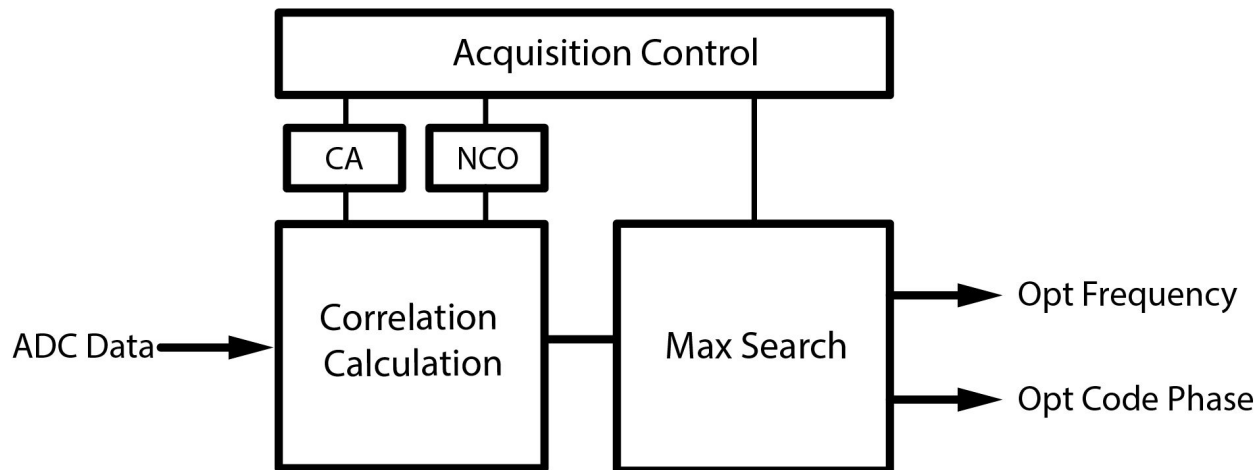 Acquisition Control
CA
NCO
ADC Data
Correlation
Calculation
Max Search
Opt Frequency
Opt Code Phase